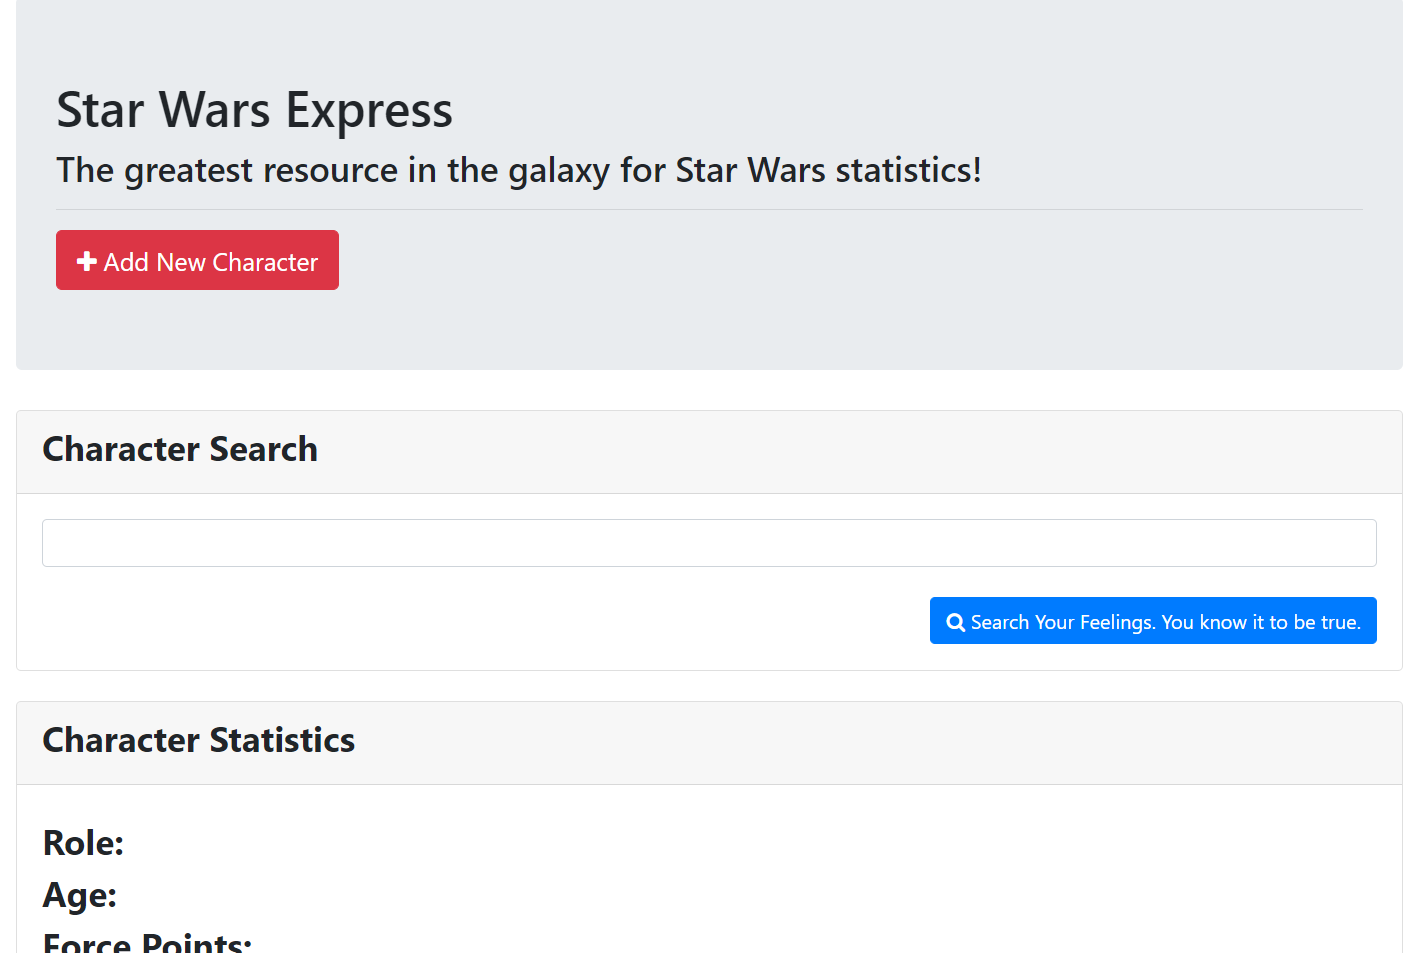 Star Wars Express
The greatest resource in the galaxy for Star Wars statistics!
Add New Character
Character Search
Search Your Feelings. You know it to be true.
Character Statistics
Role:
Age:
Force Points: